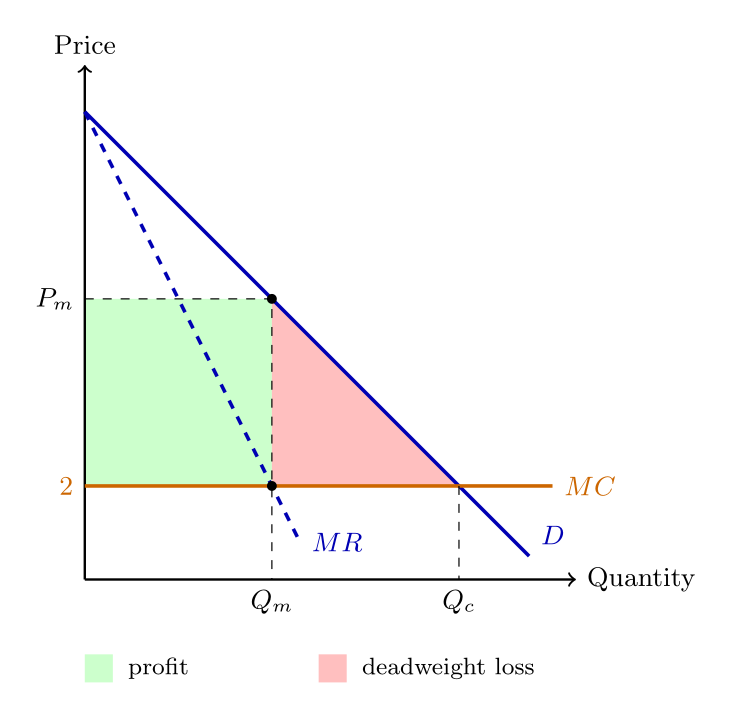 Price
P_m
2
MC
D
MR
Quantity
Q_m
Q_c
profit
deadweight loss